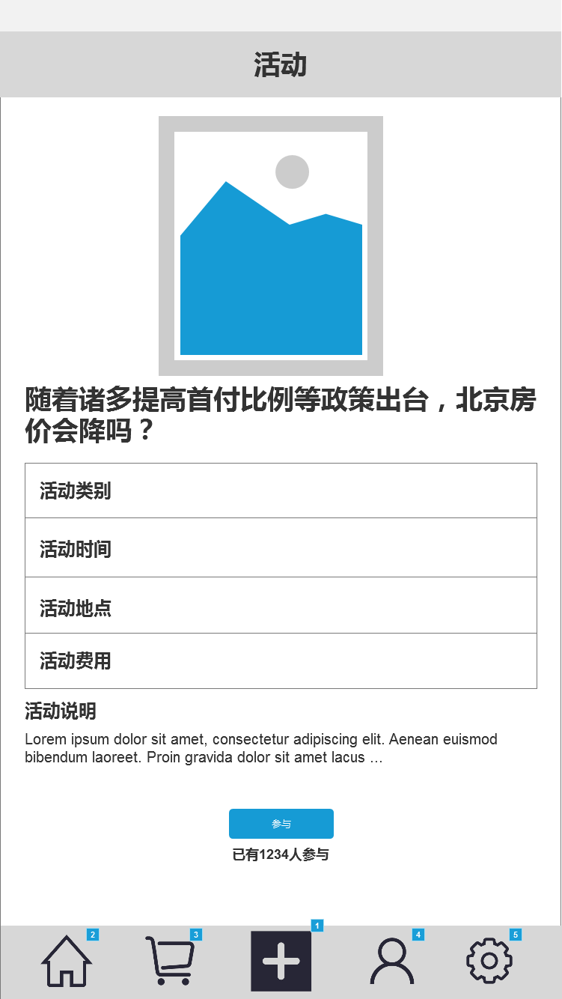 活动
随着诸多提高首付比例等政策出台，北京房
价会降吗？
活动类别
活动时间
活动地点
活动费用
活动说明
Lorem ipsum dolor sit amet, consectetur adipiscing elit. Aenean euismod
bibendum laoreet. Proin gravida dolor sit amet lacus ...
参与
已有1234人参与
2
3
1
4
5